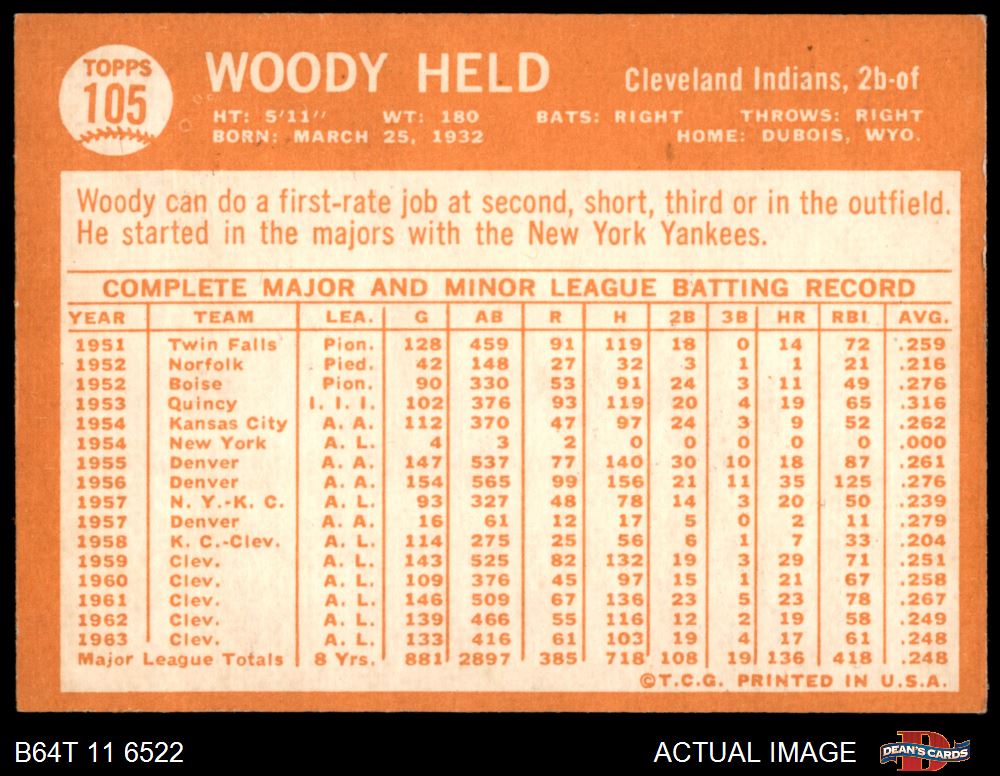 TOPPS
105
WOODY HELD
Cleveland Indians, 2b-of
HT: 5'11" WT: 180 BATS: RIGHT THROWS: RIGHT
BORN: MARCH 25, 1932 HOME: DUBOIS, WYO.
Woody can do a first-rate job at second, short, third or in the outfield.
He started in the majors with the New York Yankees.
COMPLETE MAJOR AND MINOR LEAGUE BATTING RECORD
YEAR TEAM LEA. G AB R H 2B 3B HR RBI AVG.
1951 Twin Falls Pion. 128 459 91 119 18 0 14 72 .259
1952 Norfolk Pied. 42 148 27 32 3 1 1 21 .216
1952 Boise Pion. 90 330 53 91 24 3 11 49 .276
1953 Quincy I. I. I. 102 376 93 119 20 4 19 65 .316
1954 Kansas City A. A. 112 370 47 97 24 3 9 52 .262
1954 New York A. L. 4 3 2 0 0 0 0 0 .000
1955 Denver A. A. 147 537 77 140 30 10 18 87 .261
1956 Denver A. A. 154 565 99 156 21 11 35 125 .276
1957 N. Y.-K. C. A. L. 93 327 48 78 14 3 20 50 .239
1957 Denver A. A. 16 61 12 17 5 0 2 11 .279
1958 K. C.-Clev. A. L. 114 275 25 56 6 1 7 33 .204
1959 Clev. A. L. 143 525 82 132 19 3 29 71 .251
1960 Clev. A. L. 109 376 45 97 15 1 21 67 .258
1961 Clev. A. L. 146 509 67 136 23 5 23 78 .267
1962 Clev. A. L. 139 466 55 116 12 2 19 58 .249
1963 Clev. A. L. 133 416 61 103 19 4 17 61 .248
Major League Totals 8 Yrs. 881 2897 385 718 108 19 136 418 .248
©T.C.G. PRINTED IN U.S.A.
B64T 11 6522 ACTUAL IMAGE
D
DEAN'S CARDS